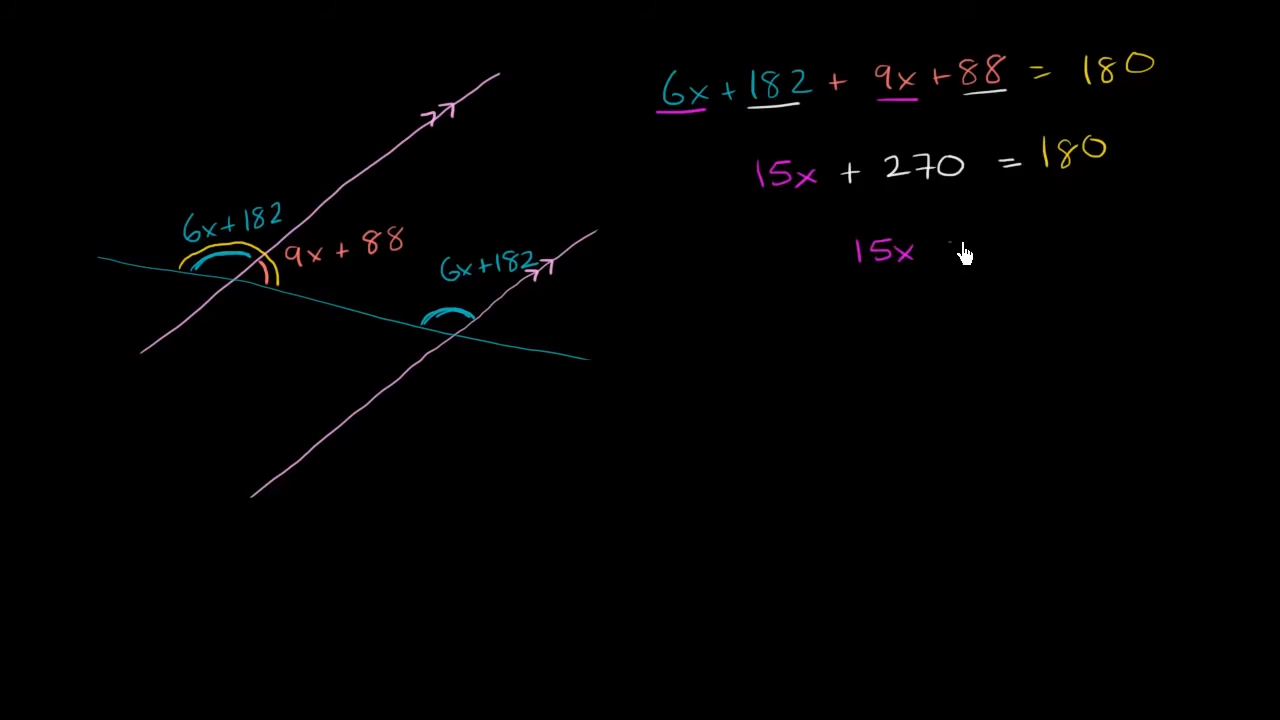 6x + 182 + 9x + 88 = 180
15x + 270 = 180
15x
6x + 182
9x + 88
6x + 182